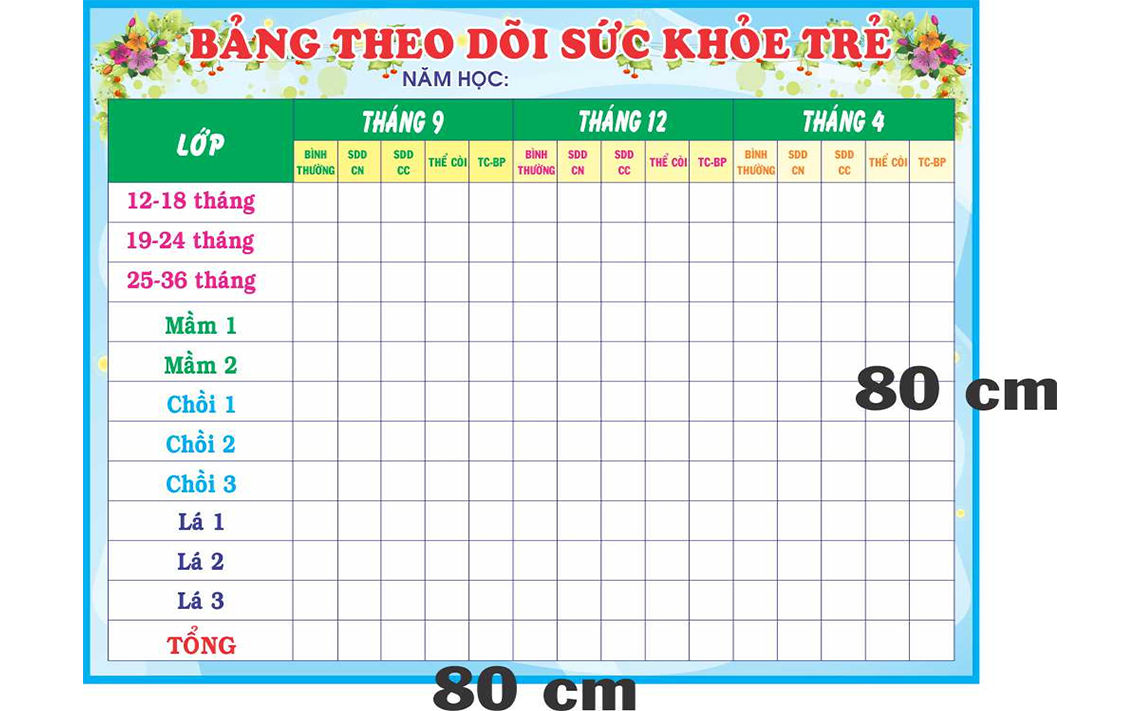 BẢNG THEO DÕI SỨC KHỎE TRẺ
NĂM HỌC:
LỚP
THÁNG 9
THÁNG 12
THÁNG 4
BÌNH THƯỜNG
SDD CN
SDD CC
THỂ CÒI
TC-BP
BÌNH THƯỜNG
SDD CN
SDD CC
THỂ CÒI
TC-BP
BÌNH THƯỜNG
SDD CN
SDD CC
THỂ CÒI
TC-BP
12-18 tháng
19-24 tháng
25-36 tháng
Mầm 1
Mầm 2
Chồi 1
80 cm
Chồi 2
Chồi 3
Lá 1
Lá 2
Lá 3
TỔNG
80 cm